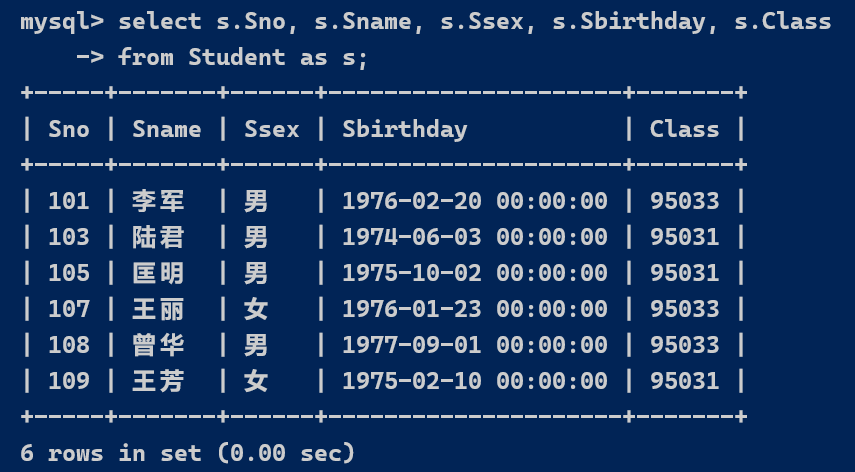 mysql> select s.Sno, s.Sname, s.Ssex, s.Sbirthday, s.Class
    -> from Student as s;
+-----+-------+------+---------------------+-------+
| Sno | Sname | Ssex | Sbirthday           | Class |
+-----+-------+------+---------------------+-------+
| 101 | 李军  | 男   | 1976-02-20 00:00:00 | 95033 |
| 103 | 陆君  | 男   | 1974-06-03 00:00:00 | 95031 |
| 105 | 匡明  | 男   | 1975-10-02 00:00:00 | 95031 |
| 107 | 王丽  | 女   | 1976-01-23 00:00:00 | 95033 |
| 108 | 曾华  | 男   | 1977-09-01 00:00:00 | 95033 |
| 109 | 王芳  | 女   | 1975-02-10 00:00:00 | 95031 |
+-----+-------+------+---------------------+-------+
6 rows in set (0.00 sec)